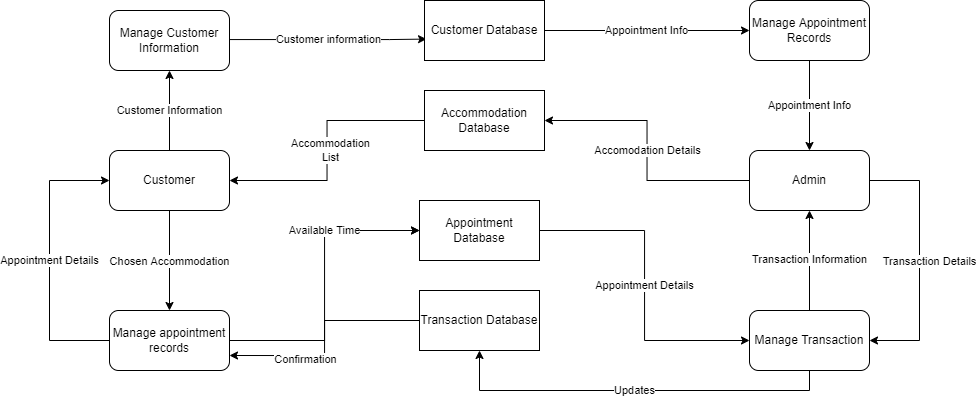 Manage Customer
Information
Customer information
Customer Database
Appointment Info
Manage Appointment
Records
Customer Information
Accommodation
Database
Appointment Info
Accommodation
List
Accomodation Details
Customer
Admin
Available Time
Appointment
Database
Appointment Details
Chosen Accommodation
Transaction Information
Transaction Details
Appointment Details
Manage appointment
records
Transaction Database
Manage Transaction
Confirmation
Updates